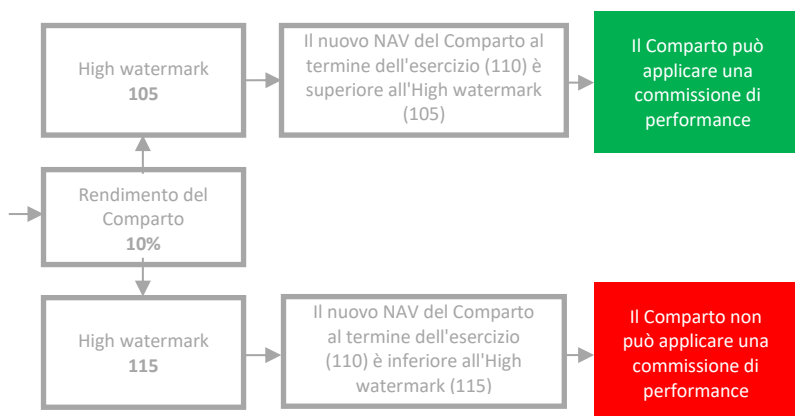 High watermark
105
Il nuovo NAV del Comparto al
termine dell'esercizio (110) è
superiore all'High watermark
(105)
Il Comparto può
applicare una
commissione di
performance
Rendimento del
Comparto
10%
High watermark
115
Il nuovo NAV del Comparto
al termine dell'esercizio
(110) è inferiore all'High
watermark (115)
Il Comparto non
può applicare una
commissione di
performance